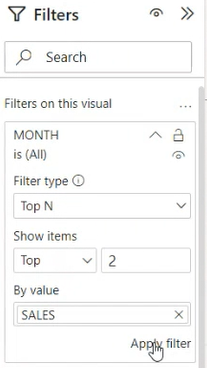 Filters
Search
Filters on this visual ...
MONTH
is (All)
Filter type
Top N
Show items
Top 2
By value
SALES
Apply filter